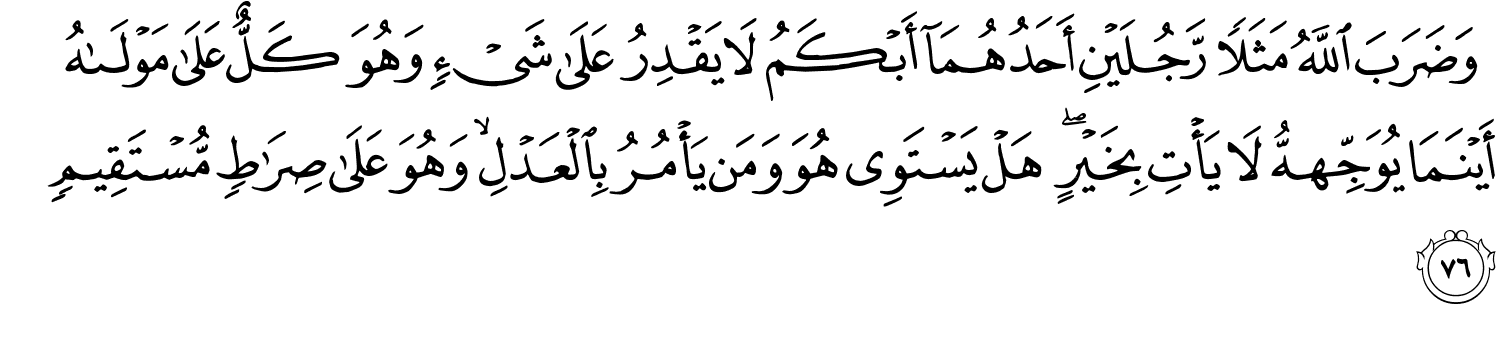 وَضَرَبَ ٱللَّهُ مَثَلًا رَّجُلَيْنِ أَحَدُهُمَآ أَبْكَمُ لَا يَقْدِرُ عَلَىٰ شَىْءٍ وَهُوَ كَلٌّ عَلَىٰ مَوْلَىٰهُ
أَيْنَمَا يُوَجِّههُّ لَا يَأْتِ بِخَيْرٍ ۖ هَلْ يَسْتَوِى هُوَ وَمَن يَأْمُرُ بِٱلْعَدْلِ ۙ وَهُوَ عَلَىٰ صِرَٰطٍ مُّسْتَقِيمٍ
٧٦